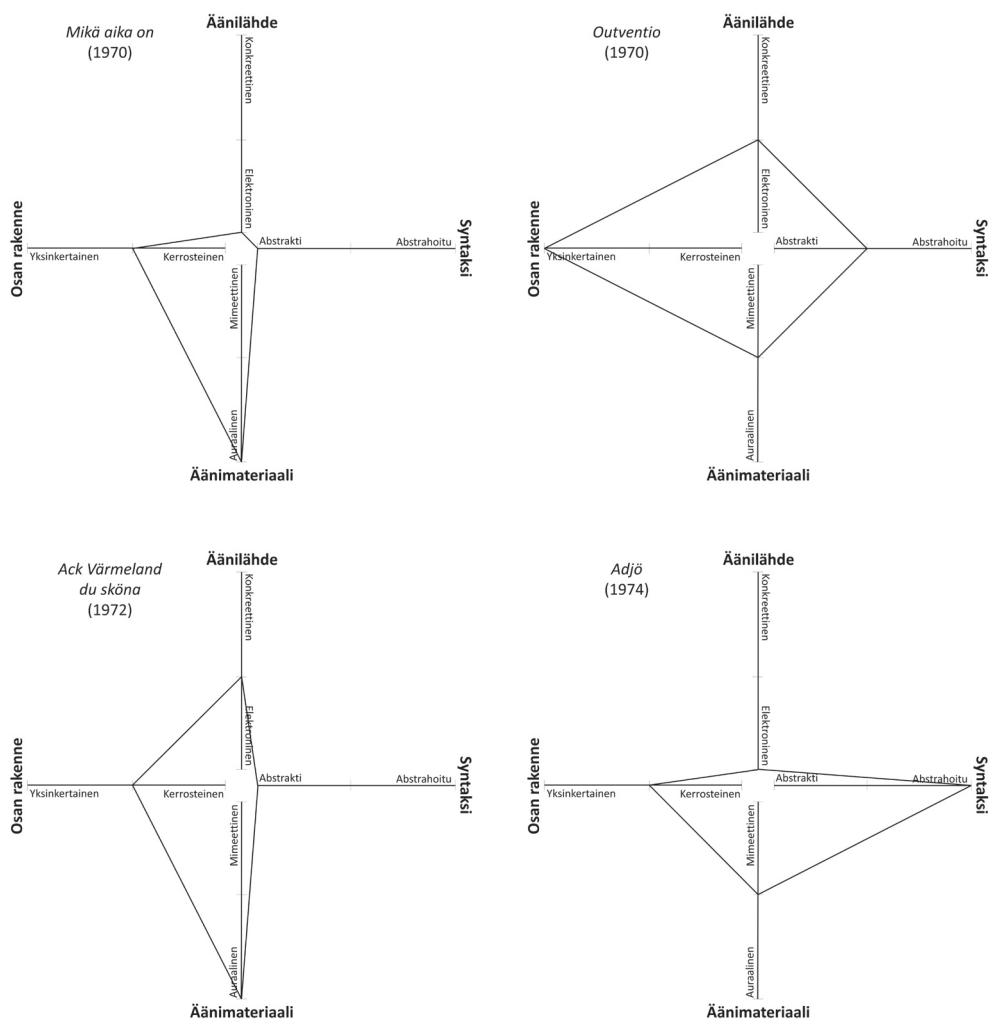 Mikä aika on
(1970)
Äänilähde
Konkreettinen
Elektroninen
Osan rakenne
Yksinkertainen
Kerrosteinen
Abstrakti
Abstrahoitu
Syntaksi
Mimeettinen
Auraalinen
Äänimateriaali
Outventio
(1970)
Äänilähde
Konkreettinen
Elektroninen
Osan rakenne
Yksinkertainen
Kerrosteinen
Abstrakti
Abstrahoitu
Syntaksi
Mimeettinen
Auraalinen
Äänimateriaali
Ack Värmeland
du sköna
(1972)
Äänilähde
Konkreettinen
Elektroninen
Osan rakenne
Yksinkertainen
Kerrosteinen
Abstrakti
Abstrahoitu
Syntaksi
Mimeettinen
Auraalinen
Äänimateriaali
Adjö
(1974)
Äänilähde
Konkreettinen
Elektroninen
Osan rakenne
Yksinkertainen
Kerrosteinen
Abstrakti
Abstrahoitu
Syntaksi
Mimeettinen
Auraalinen
Äänimateriaali